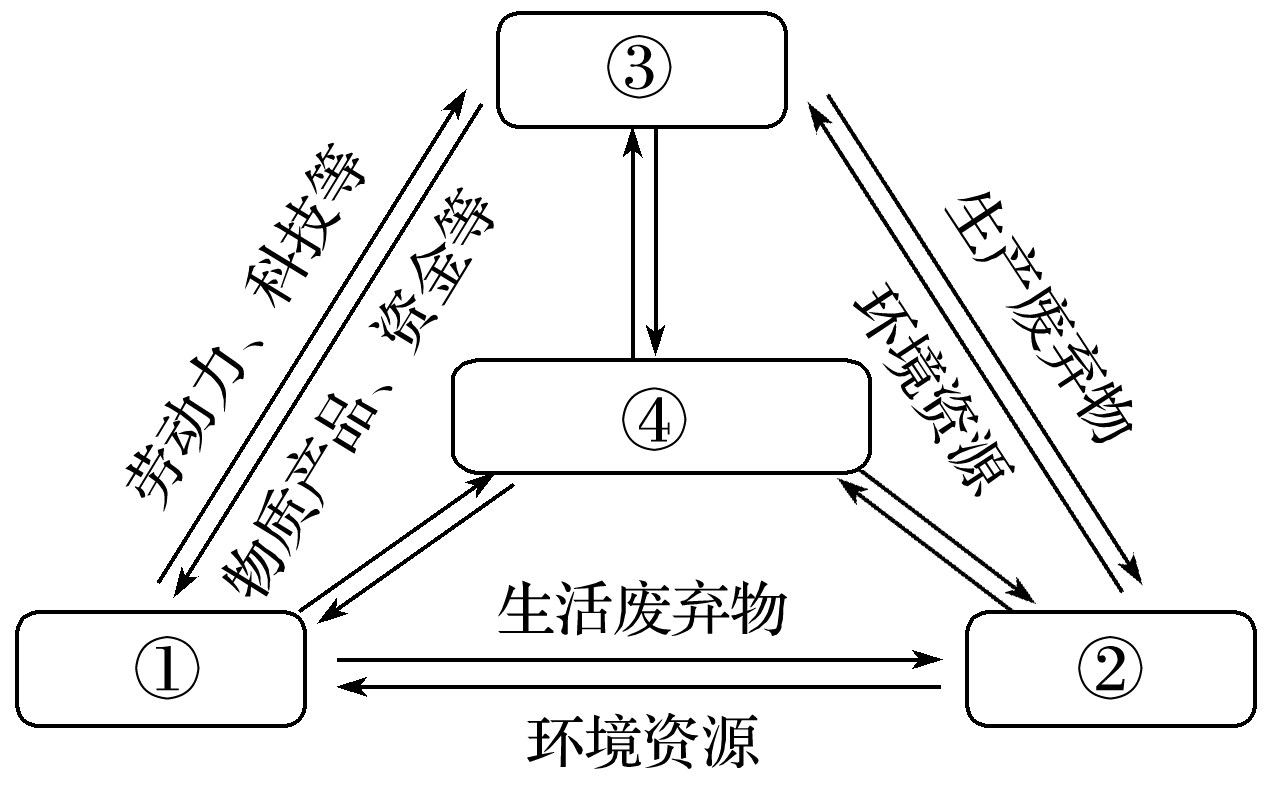 ③
劳动力、科技等
物质产品、资金等
生产废弃物
环境资源
④
生活废弃物
①
②
环境资源